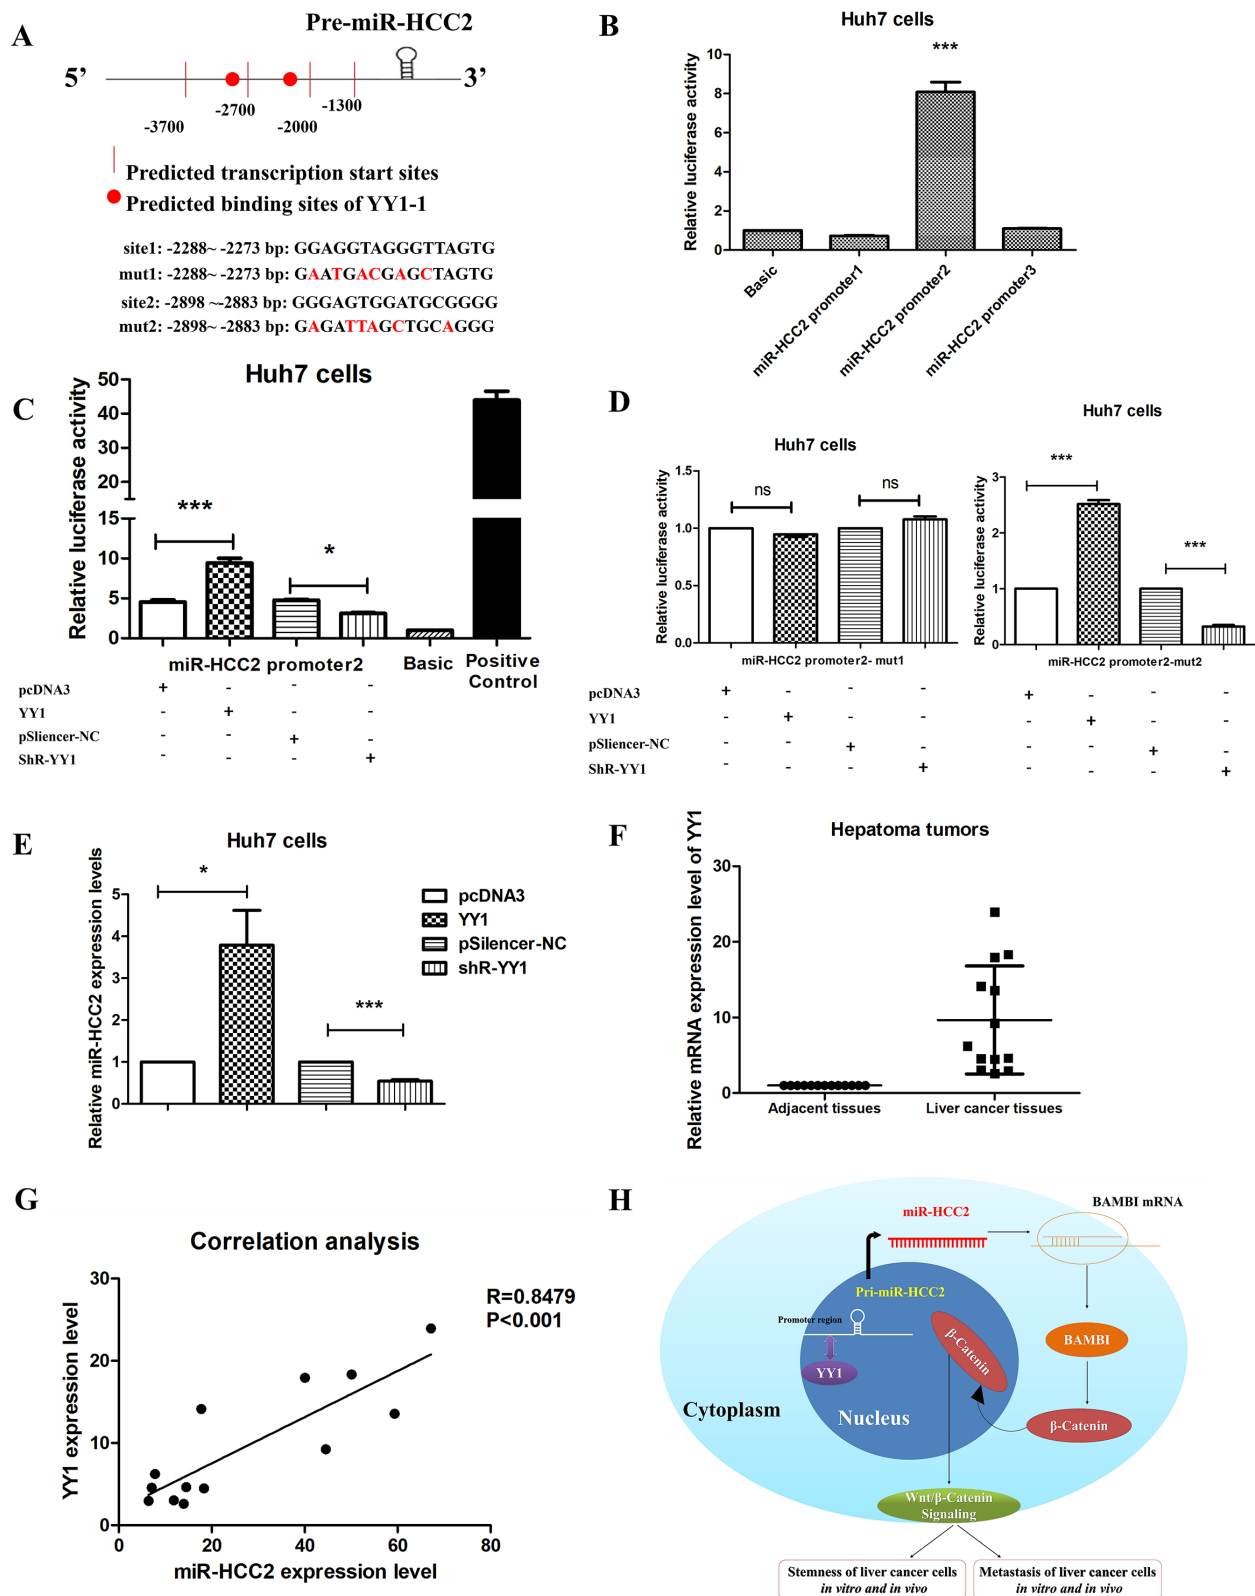 A
Pre-miR-HCC2
5’
3’
-3700
-2700
-2000
-1300
Predicted transcription start sites
Predicted binding sites of YY1-1
site1: -2288~ -2273 bp: GGAGGTAGGGTTAGTG
mut1: -2288~ -2273 bp: GAATGACGAGCTAGTG
site2: -2898 ~-2883 bp: GGGAGTGGATGCGGGG
mut2: -2898~ -2883 bp: GAGATTAGCTGCAGGG
B
Huh7 cells
Relative luciferase activity
10
8
6
4
2
0
***
Basic
miR-HCC2 promoter1
miR-HCC2 promoter2
miR-HCC2 promoter3
C
Huh7 cells
Relative luciferase activity
50
40
30
20
15
10
5
0
***
*
miR-HCC2 promoter2
Basic
Positive
Control
pcDNA3 + - - -
YY1 - + - -
pSliencer-NC - - + -
ShR-YY1 - - - +
D
Huh7 cells
Relative luciferase activity
1.5
1.0
0.5
0.0
ns
ns
miR-HCC2 promoter2- mut1
Huh7 cells
Relative luciferase activity
3
2
1
0
***
***
miR-HCC2 promoter2-mut2
pcDNA3 + - - - + - - -
YY1 - + - - - + - -
pSliencer-NC - - + - - - + -
ShR-YY1 - - - + - - - +
E
Huh7 cells
Relative miR-HCC2 expression levels
5
4
3
2
1
0
*
***
pcDNA3
YY1
pSilencer-NC
shR-YY1
F
Hepatoma tumors
Relative mRNA expression level of YY1
30
20
10
0
Adjacent tissues
Liver cancer tissues
G
Correlation analysis
R=0.8479
P<0.001
YY1 expression level
30
20
10
0
0
20
40
60
80
miR-HCC2 expression level
H
miR-HCC2
BAMBI mRNA
Pri-miR-HCC2
Promoter region
YY1
β-Catenin
BAMBI
Cytoplasm
Nucleus
β-Catenin
Wnt/β-Catenin
Signaling
Stemness of liver cancer cells
in vitro and in vivo
Metastasis of liver cancer cells
in vitro and in vivo